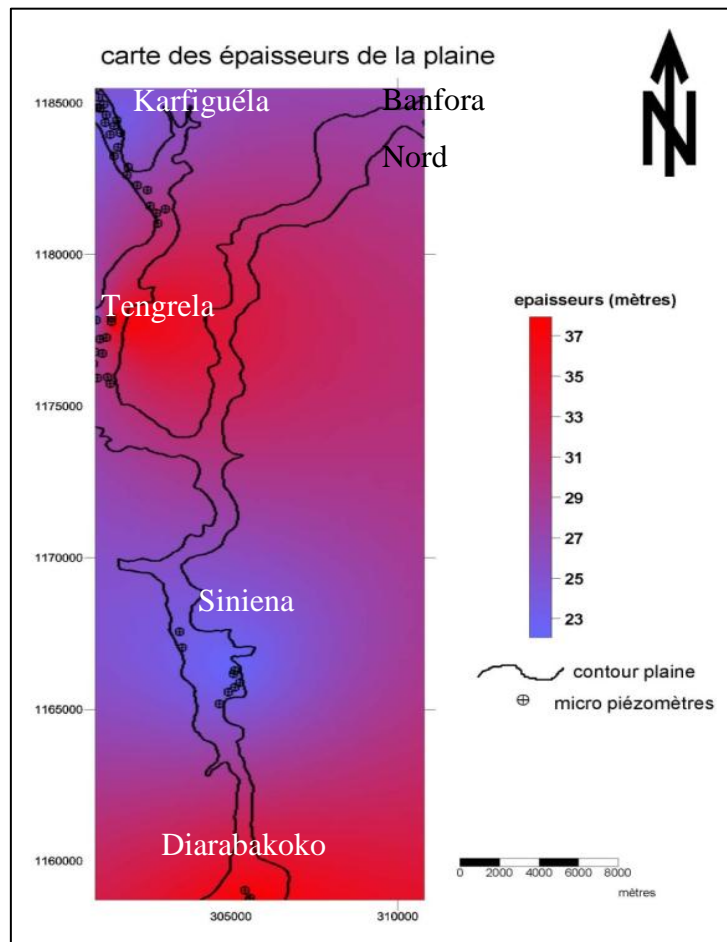 carte des épaisseurs de la plaine
N
1185000
Karfiguéla
Banfora
Nord
1180000
Tengrela
1175000
1170000
Siniena
1165000
Diarabakoko
1160000
305000
310000
epaisseurs (mètres)
37
35
33
31
29
27
25
23
contour plaine
micro piézomètres
0 2000 4000 6000 8000
mètres